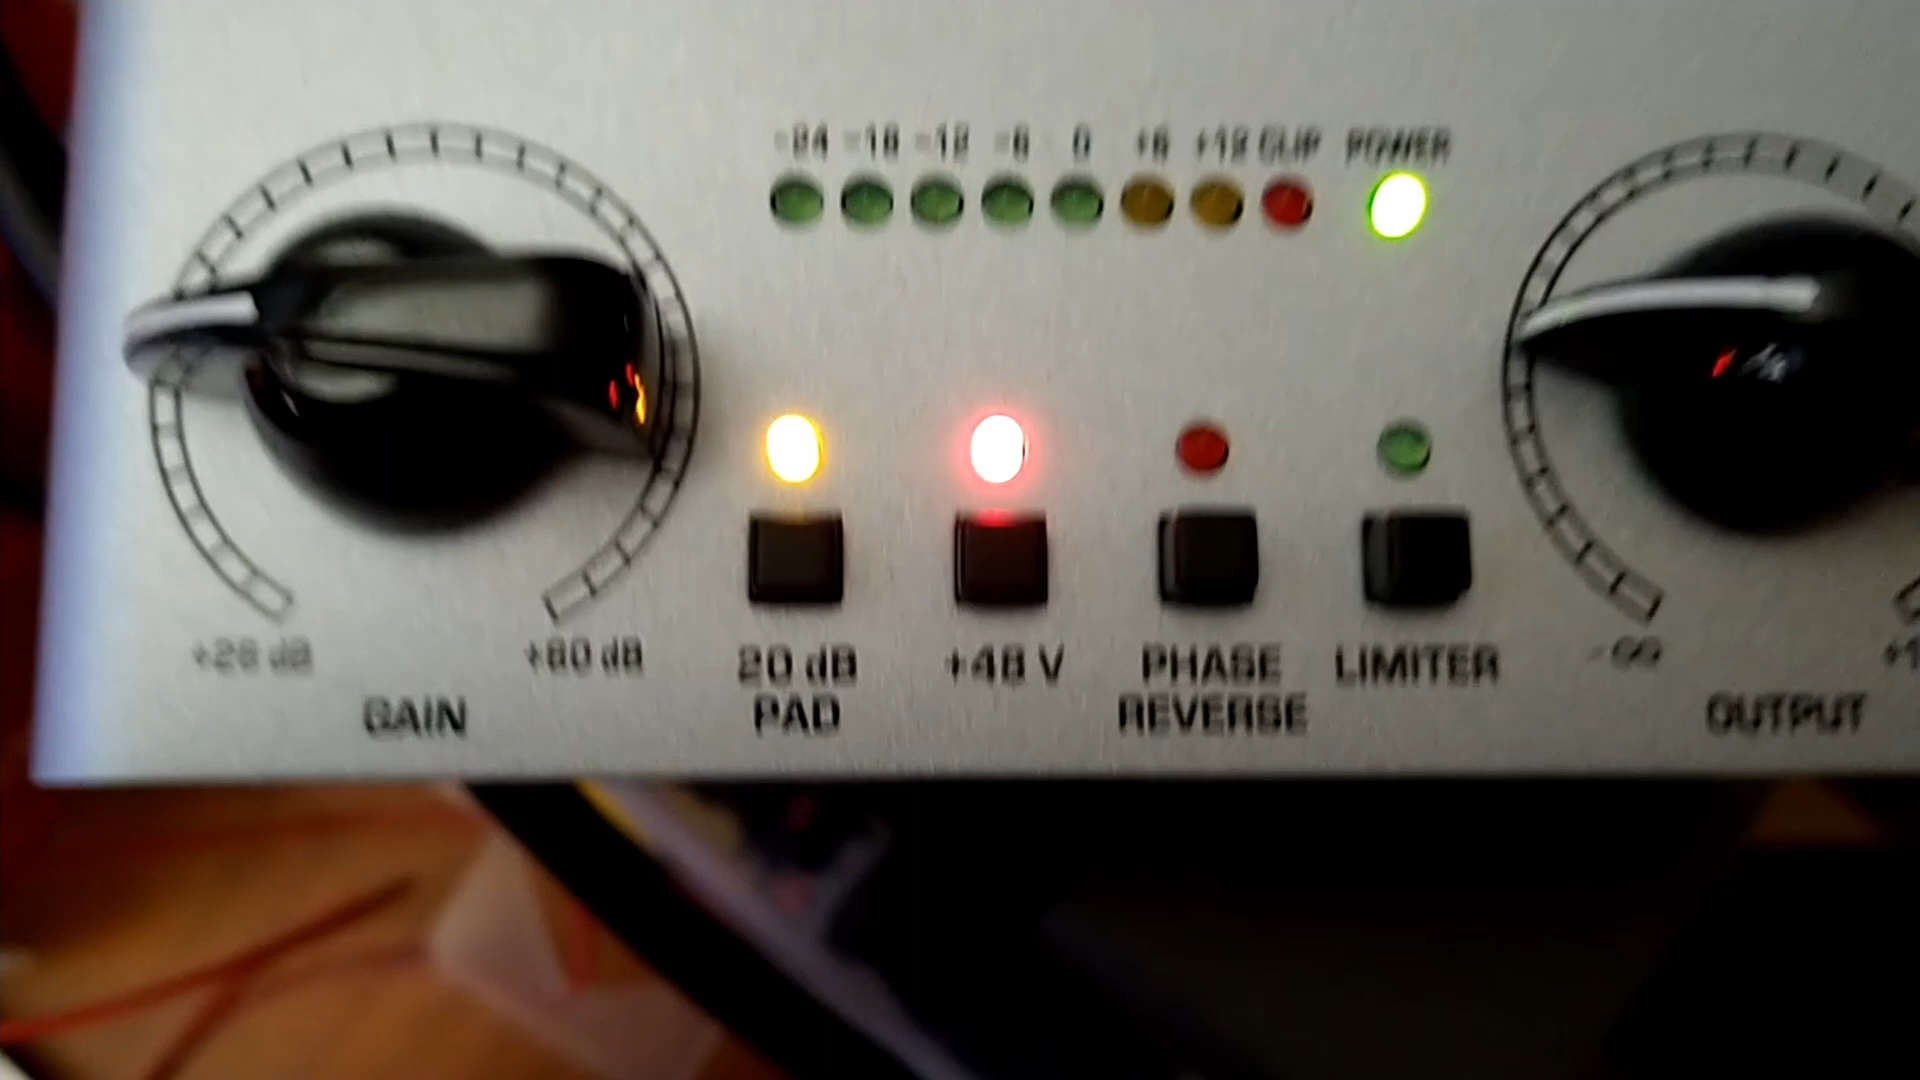 -24 -18 -12 -6 0 +6 +12 CLIP POWER
+28 dB +60 dB
GAIN
20 dB
PAD
+48 V
PHASE
REVERSE
LIMITER
-∞
OUTPUT